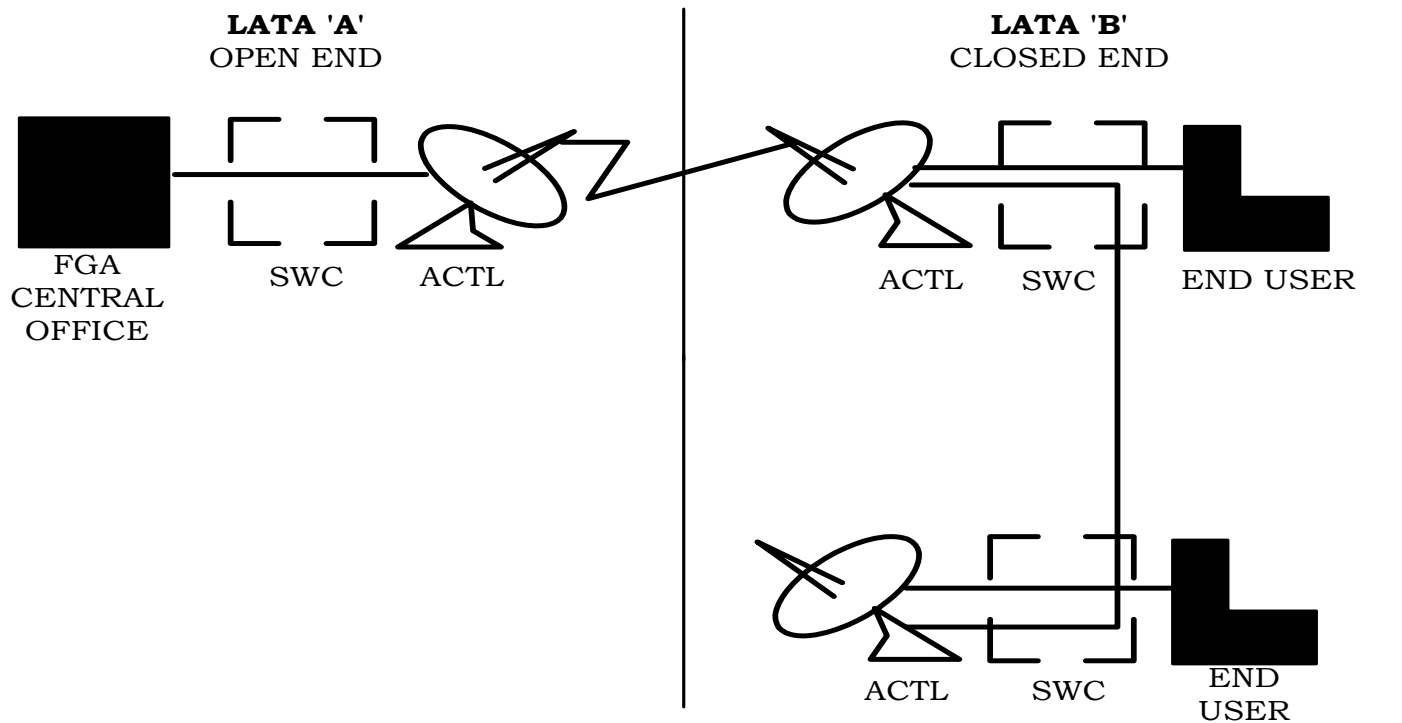 LATA 'A'
OPEN END
LATA 'B'
CLOSED END
FGA
CENTRAL
OFFICE
SWC
ACTL
ACTL
SWC
END USER
ACTL
SWC
END
USER